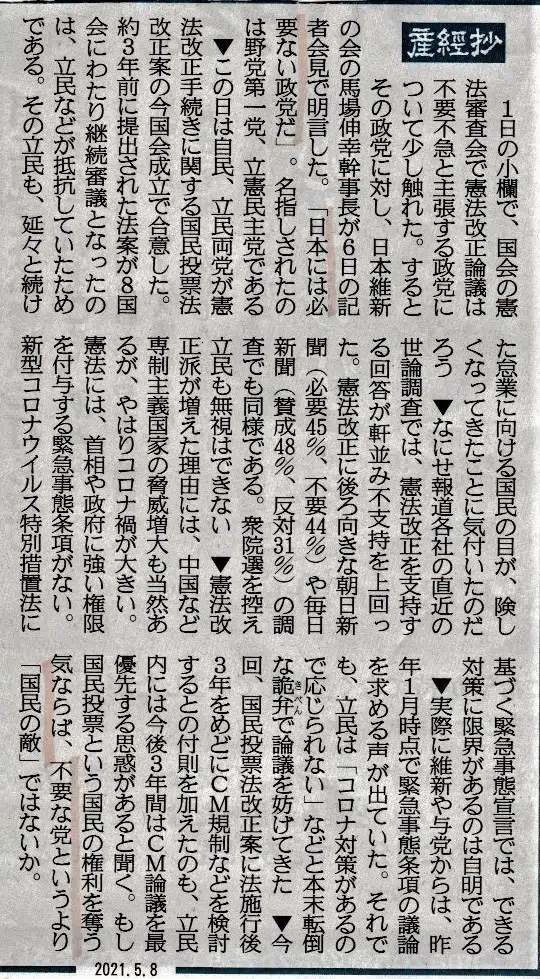 産經抄
1日の小欄で、国会の憲
法審査会で憲法改正論議は
不要不急と主張する政党に
ついて少し触れた。すると
その政党に対し、日本維新
の会の馬場伸幸幹事長が6日の記
者会見で明言した。「日本には必
要ない政党だ」。名指しされたの
は野党第一党、立憲民主党である
▼この日は自民、立民両党が憲
法改正手続きに関する国民投票法
改正案の今国会成立で合意した。
約3年前に提出された法案が8国
会にわたり継続審議となったの
は、立民などが抵抗していたため
である。その立民も、延々と続け
た怠業に向ける国民の目が、険し
くなってきたことに気付いたのだ
ろう ▼なにせ報道各社の直近の
世論調査では、憲法改正を支持す
る回答が軒並み不支持を上回っ
た。憲法改正に後ろ向きな朝日新
聞(必要45%、不要44%)や毎日
新聞(賛成48%、反対31%)の調
査でも同様である。衆院選を控え
立民も無視はできない ▼憲法改
正派が増えた理由には、中国など
専制主義国家の脅威増大も当然あ
るが、やはりコロナ禍が大きい。
憲法には、首相や政府に強い権限
を付与する緊急事態条項がない。
新型コロナウイルス特別措置法に
基づく緊急事態宣言では、できる
対策に限界があるのは自明である
▼実際に維新や与党からは、昨
年1月時点で緊急事態条項の議論
を求める声が出ていた。それで
も、立民は「コロナ対策があるの
で応じられない」などと本末転倒
な詭弁で論議を妨げてきた ▼今
きべん
回、国民投票法改正案に法施行後
3年をめどにCM規制などを検討
するとの付則を加えたのも、立民
内には今後3年間はCM論議を最
優先する思惑があると聞く。もし
国民投票という国民の権利を奪う
気ならば、不要な党というより
「国民の敵」ではないか。
2021.5.8